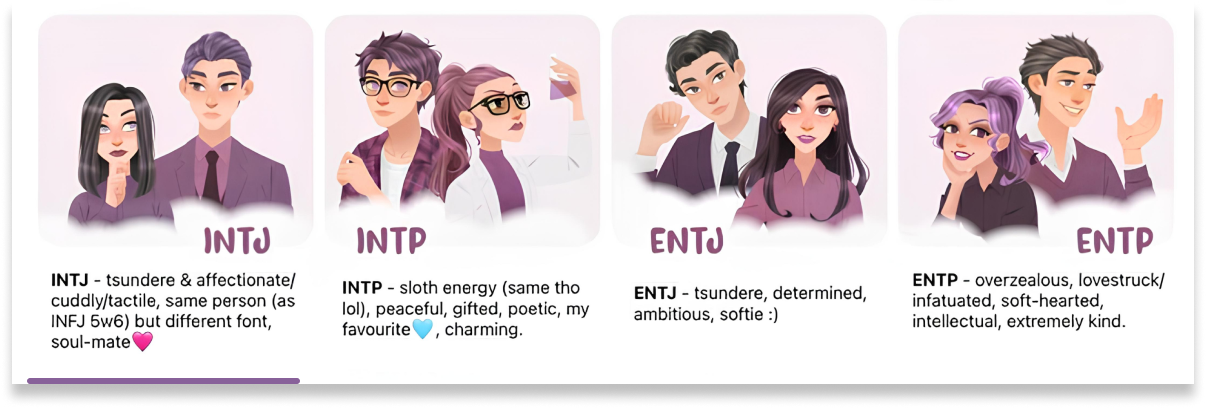 INTJ
INTJ - tsundere & affectionate/
cuddly/tactile, same person (as
INFJ 5w6) but different font,
soul-mate💗
INTP
INTP - sloth energy (same tho
lol), peaceful, gifted, poetic, my
favourite🩵, charming.
ENTJ
ENTJ - tsundere, determined,
ambitious, softie :)
ENTP
ENTP - overzealous, lovestruck/
infatuated, soft-hearted,
intellectual, extremely kind.